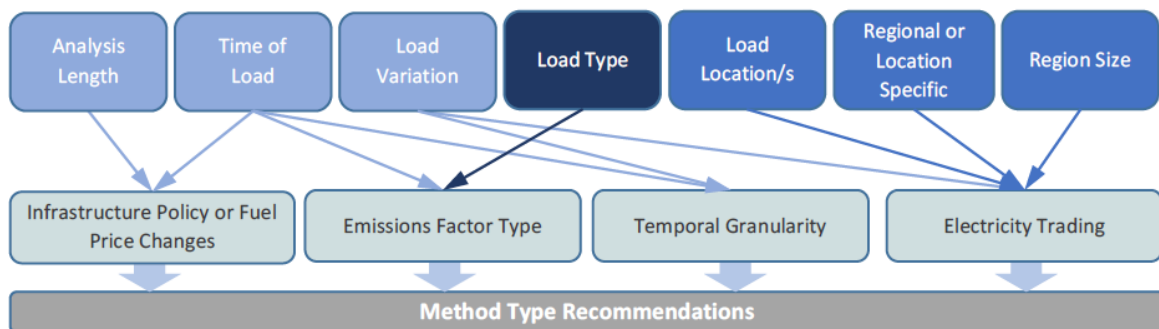 Analysis
Length
Time of
Load
Load
Variation
Load Type
Load
Location/s
Regional or
Location
Specific
Region Size
Infrastructure Policy or Fuel
Price Changes
Emissions Factor Type
Temporal Granularity
Electricity Trading
Method Type Recommendations